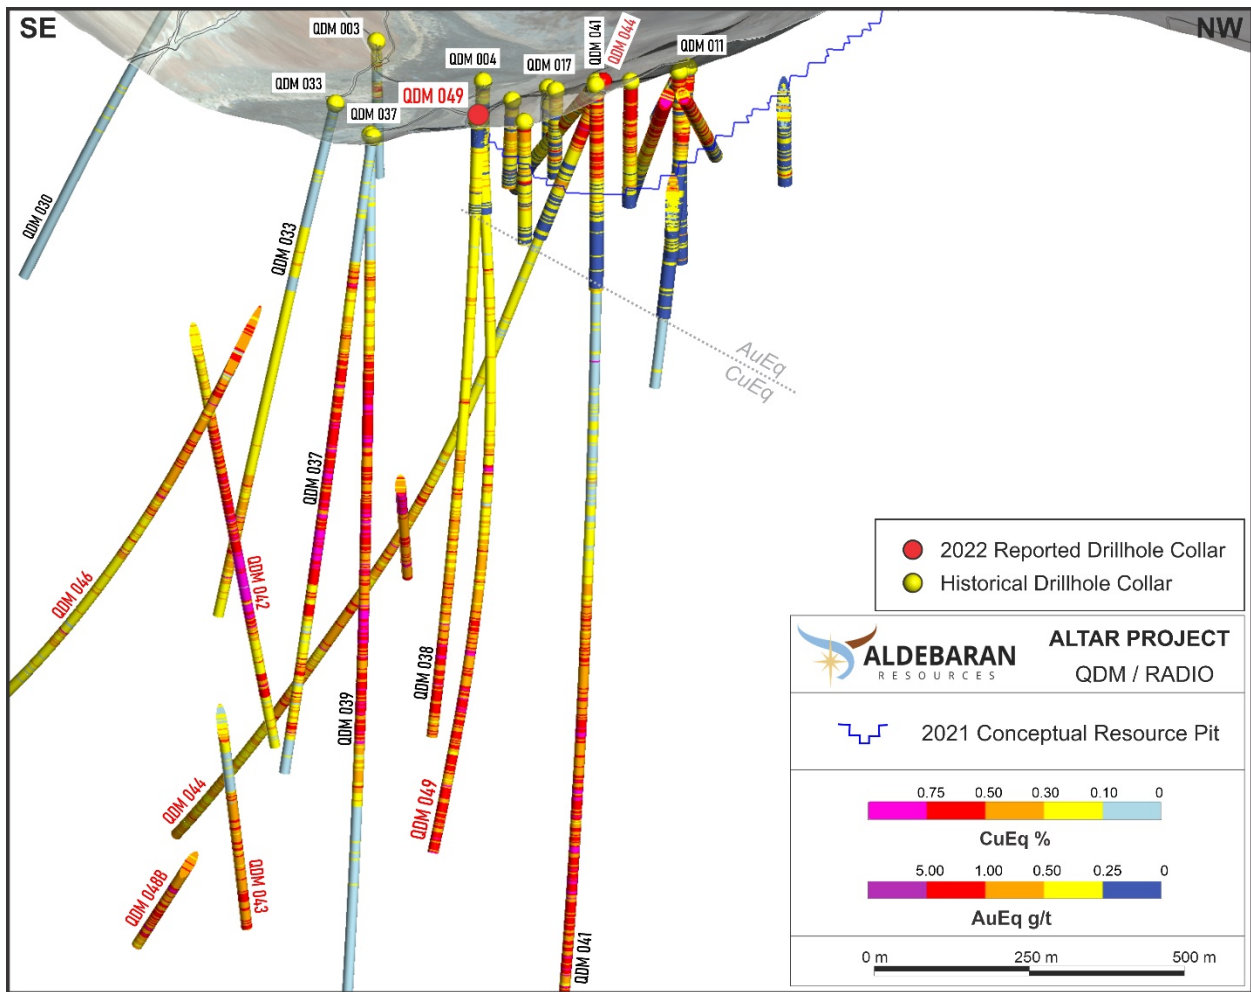 SE
NW
QDM 003
QDM 004
QDM 017
QDM 041
QDM 044
QDM 011
QDM 033
QDM 049
QDM 037
QDM 030
QDM 033
AuEq
CuEq
QDM 037
QDM 046
QDM 042
QDM 038
QDM 039
QDM 044
QDM 049
QDM 048B
QDM 043
QDM 041
2022 Reported Drillhole Collar
Historical Drillhole Collar
ALDEBARAN
RESOURCES
ALTAR PROJECT
QDM / RADIO
2021 Conceptual Resource Pit
0.75 0.50 0.30 0.10 0
CuEq %
5.00 1.00 0.50 0.25 0
AuEq g/t
0 m 250 m 500 m